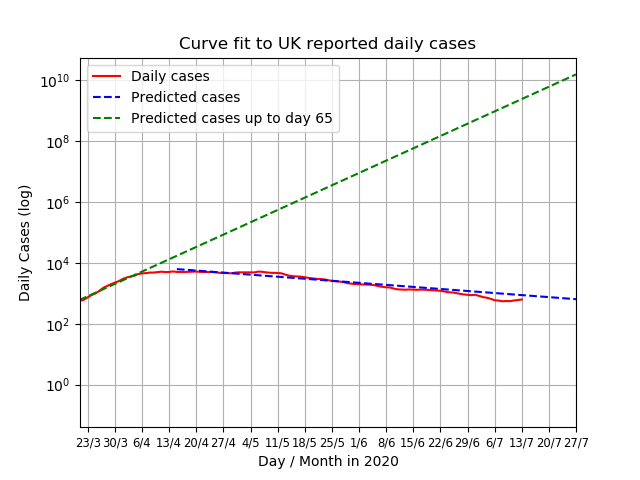 Curve fit to UK reported daily cases
Daily cases
Predicted cases
Predicted cases up to day 65
Daily Cases (log)
10^10
10^8
10^6
10^4
10^2
10^0
23/3 30/3 6/4 13/4 20/4 27/4 4/5 11/5 18/5 25/5 1/6 8/6 15/6 22/6 29/6 6/7 13/7 20/7 27/7
Day / Month in 2020